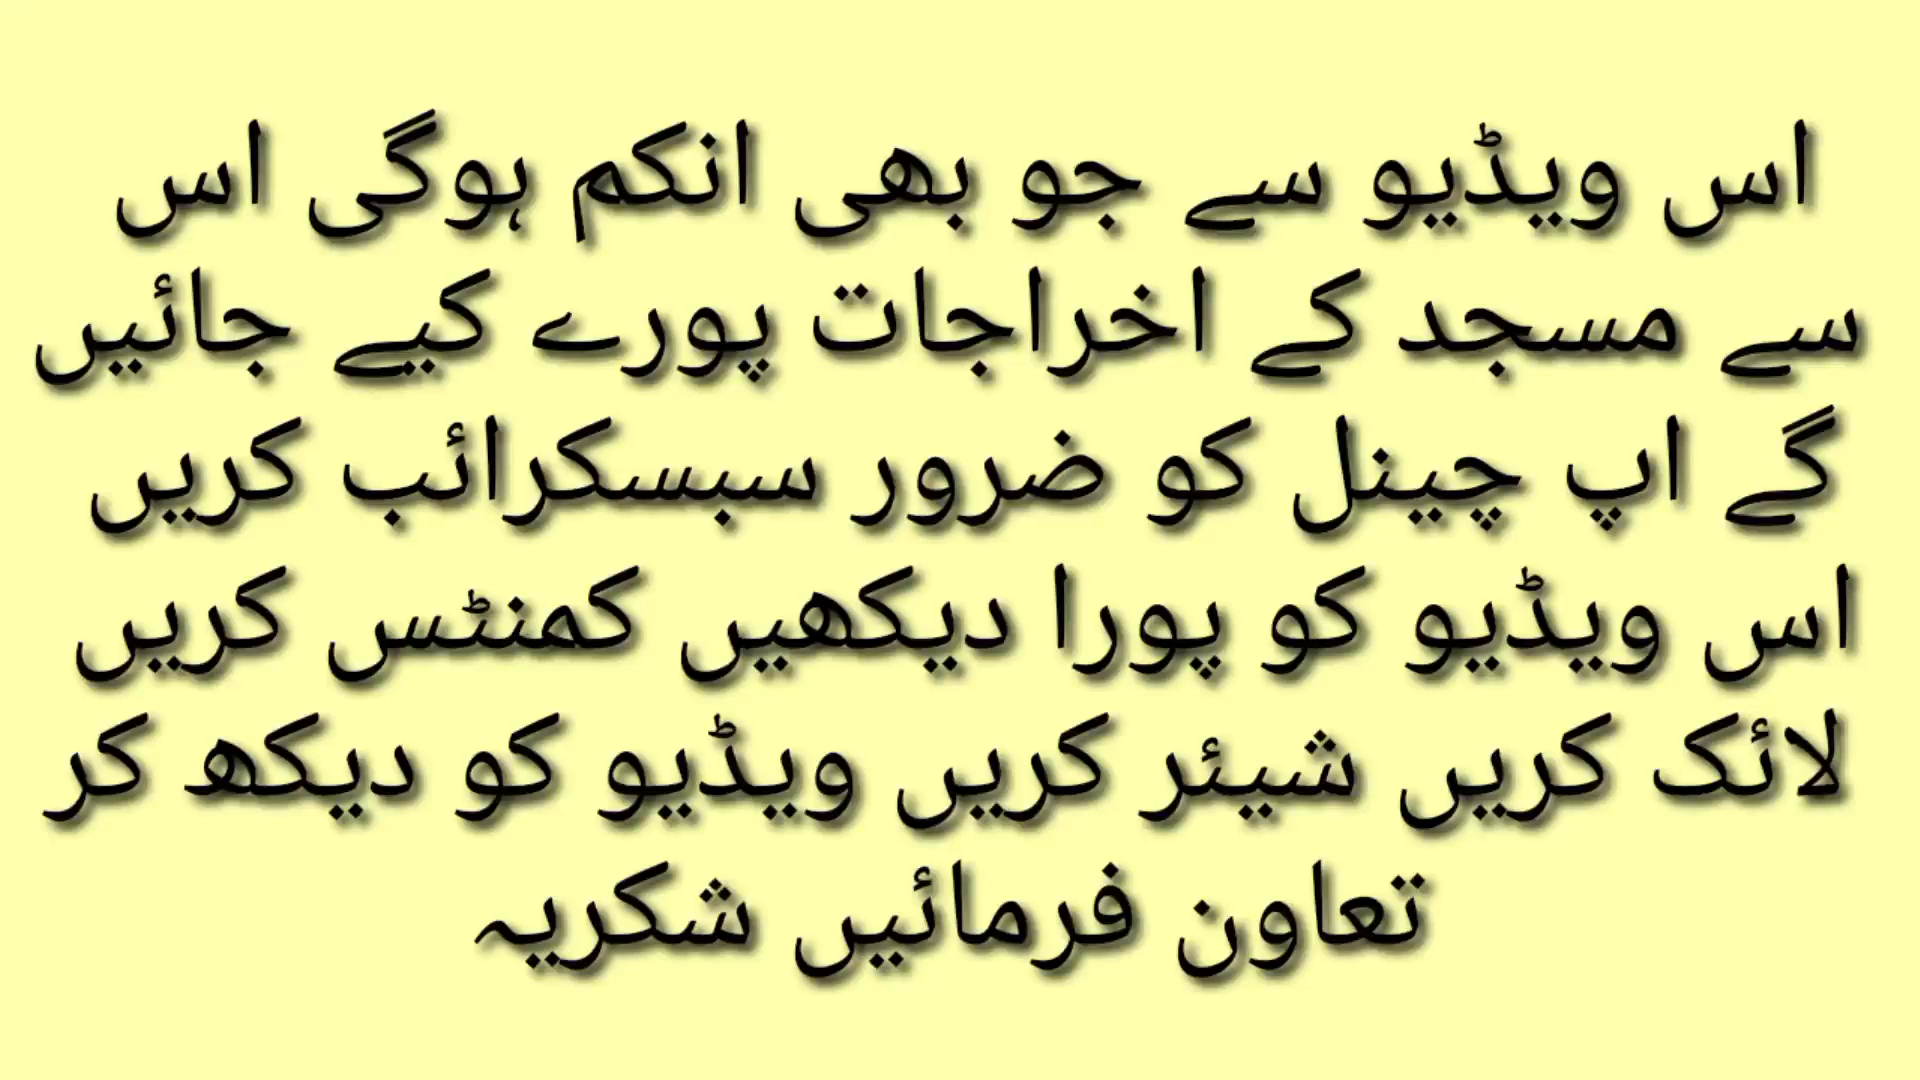 اس ویڈیو سے جو بھی انکم ہوگی اس
سے مسجد کے اخراجات پورے کیے جائیں
گے اپ چینل کو ضرور سبسکرائب کریں
اس ویڈیو کو پورا دیکھیں کمنٹس کریں
لائک کریں شیئر کریں ویڈیو کو دیکھ کر
تعاون فرمائیں شکریہ